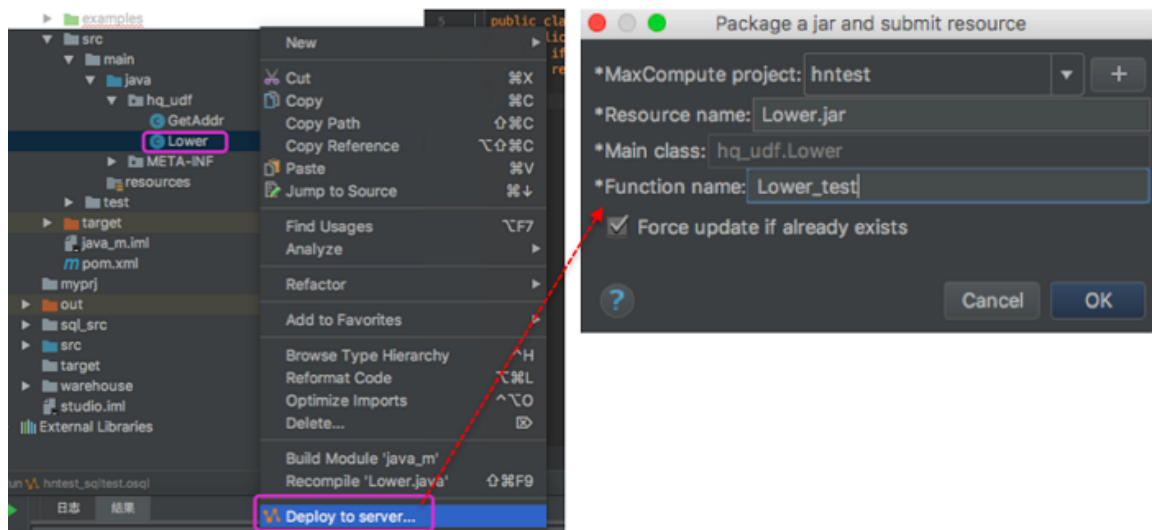 examples
src
main
java
hq_udf
GetAddr
Lower
META-INF
resources
test
target
java_m.iml
m pom.xml
myprj
out
sql_src
src
target
warehouse
studio.iml
External Libraries
hntest_sqltest.osql
日志 结果
5 public cla
if
re
New
Cut ⌘X
Copy ⌘C
Copy Path ⇧⌘C
Copy Reference ⌥⇧⌘C
Paste ⌘V
Jump to Source ⌘↓
Find Usages ⌥F7
Analyze
Refactor
Add to Favorites
Browse Type Hierarchy ^H
Reformat Code ⌥⌘L
Optimize Imports ^⌥O
Delete... ⌦
Build Module 'java_m'
Recompile 'Lower.java' ⇧⌘F9
Deploy to server...
Package a jar and submit resource
*MaxCompute project: hntest
*Resource name: Lower.jar
*Main class: hq_udf.Lower
*Function name: Lower_test
Force update if already exists
? Cancel OK